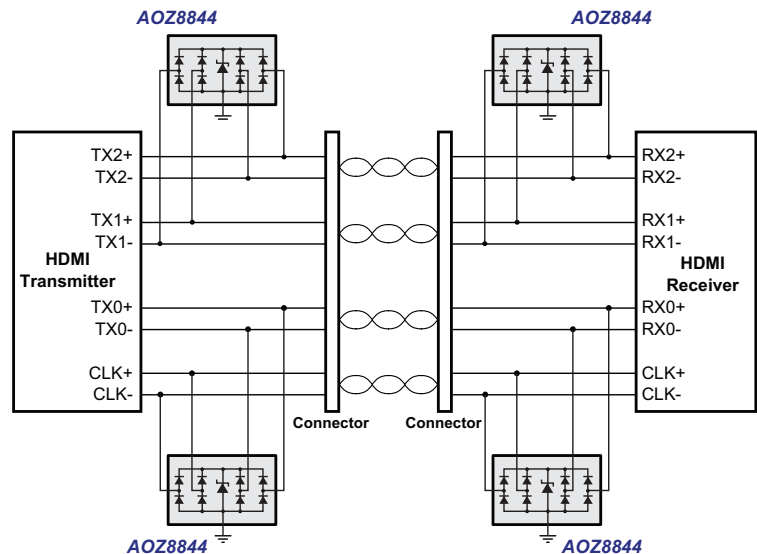 AOZ8844
AOZ8844
TX2+
TX2-
TX1+
TX1-
HDMI
Transmitter
TX0+
TX0-
CLK+
CLK-
RX2+
RX2-
RX1+
RX1-
HDMI
Receiver
RX0+
RX0-
CLK+
CLK-
Connector
Connector
AOZ8844
AOZ8844